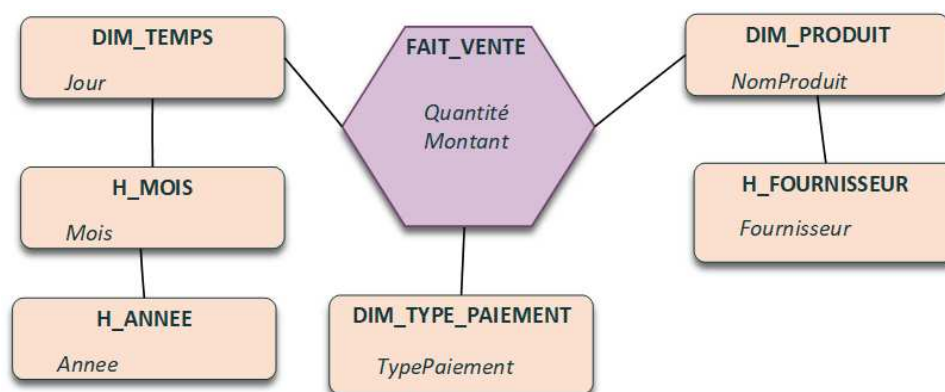 DIM_TEMPS
Jour
FAIT_VENTE
Quantité
Montant
DIM_PRODUIT
NomProduit
H_MOIS
Mois
H_FOURNISSEUR
Fournisseur
H_ANNEE
Annee
DIM_TYPE_PAIEMENT
TypePaiement